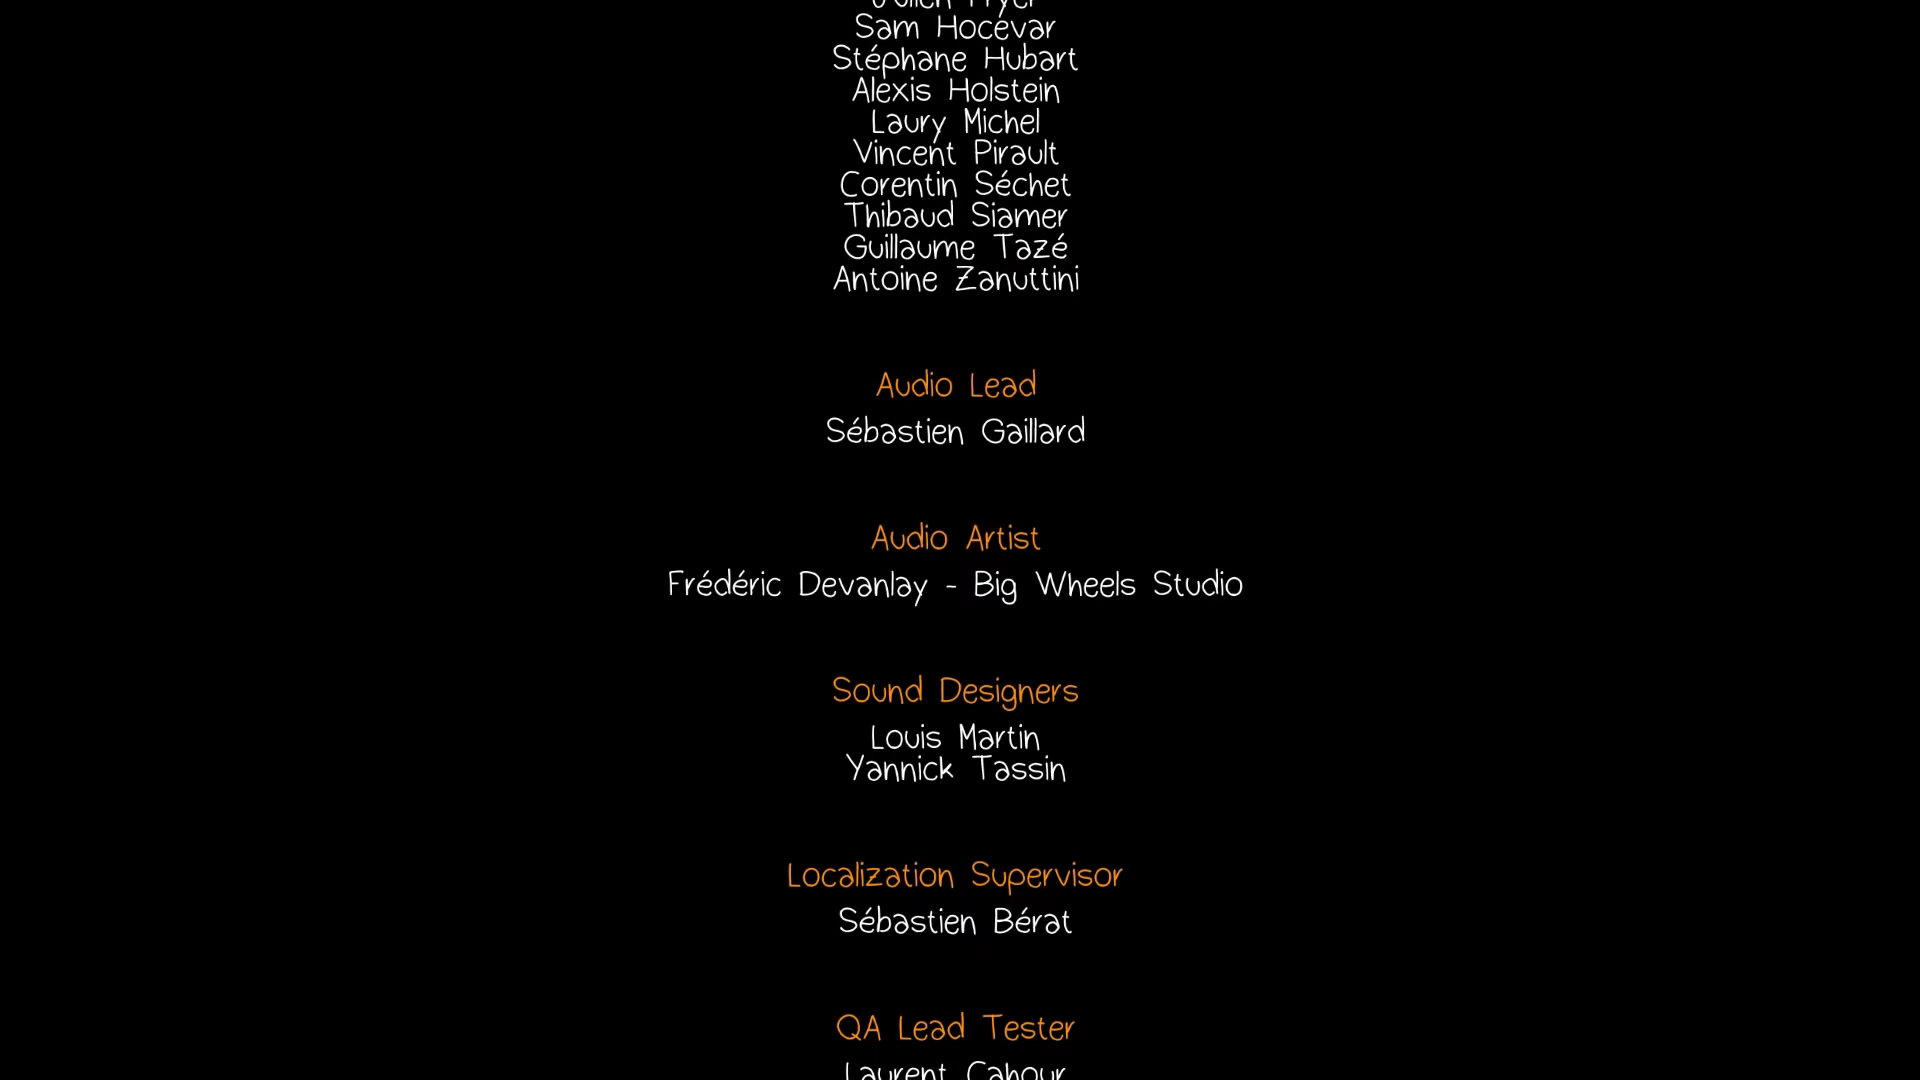 Sam Hocevar
Stéphane Hubart
Alexis Holstein
Laury Michel
Vincent Pirault
Corentin Séchet
Thibaud Siamer
Guillaume Tazé
Antoine Zanuttini
Audio Lead
Sébastien Gaillard
Audio Artist
Frédéric Devanlay - Big Wheels Studio
Sound Designers
Louis Martin
Yannick Tassin
Localization Supervisor
Sébastien Bérat
QA Lead Tester
Laurent Cahour